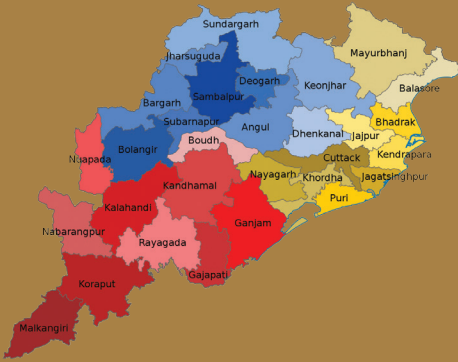 Sundargarh
Mayurbhanj
Jharsuguda
Deogarh
Keonjhar
Balasore
Sambalpur
Bargarh
Subarnapur
Angul
Bhadrak
Dhenkanal
Jajpur
Boudh
Bolangir
Nuapada
Cuttack
Kendrapara
Nayagarh
Khordha
Jagatsinghpur
Kandhamal
Puri
Kalahandi
Ganjam
Nabarangpur
Rayagada
Gajapati
Koraput
Malkangiri